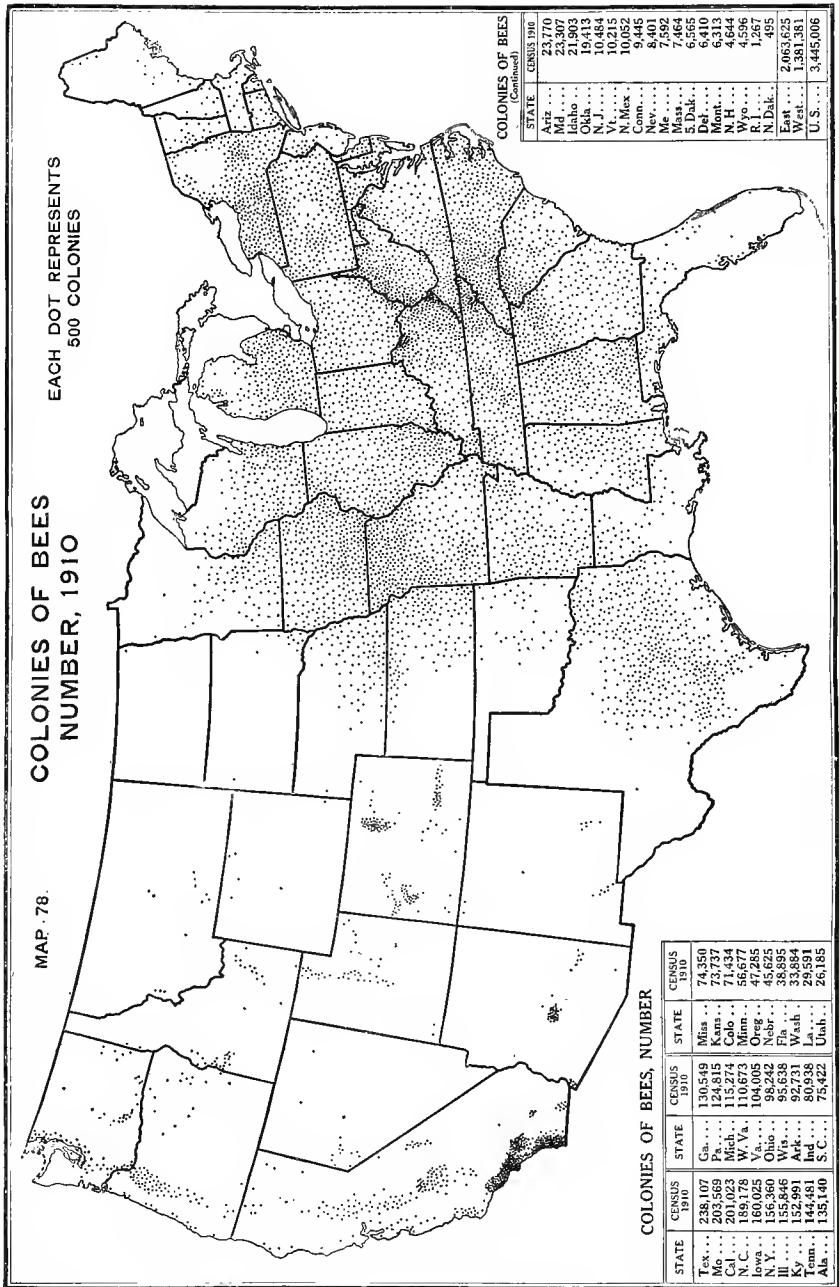 MAP. 78.
COLONIES OF BEES
NUMBER, 1910
EACH DOT REPRESENTS
500 COLONIES
COLONIES OF BEES, NUMBER
STATE CENSUS 1910 STATE CENSUS 1910 STATE CENSUS 1910
Tex... 238,107 Ga.... 130,549 Miss .. 74,350
Mo ... 203,569 Pa.... 124,815 Kans.. 73,737
Cal ... 201,023 Mich.. 115,274 Colo .. 71,434
N. C... 189,178 W. Va. 110,673 Minn.. 56,677
Iowa.. 160,025 Va.... 104,005 Oreg.. 47,285
N. Y... 156,360 Ohio .. 98,242 Nebr.. 45,625
Ill .... 155,846 Wis... 95,638 Fla ... 38,895
Ky ... 152,991 Ark... 92,731 Wash . 33,884
Tenn.. 144,481 Ind ... 80,938 La.... 29,591
Ala ... 135,140 S. C... 75,422 Utah.. 26,185
COLONIES OF BEES
(Continued)
STATE CENSUS 1910
Ariz ... 23,770
Md .... 23,307
Idaho .. 21,903
Okla ... 19,413
N. J.... 10,484
Vt..... 10,215
N. Mex 10,052
Conn... 9,445
Nev.... 8,401
Me .... 7,592
Mass... 7,464
S. Dak.. 6,565
Del.... 6,410
Mont... 6,313
N. H ... 4,644
Wyo... 4,596
R. I .... 1,267
N. Dak. 495
East ... 2,063,625
West... 1,381,381
U. S.... 3,445,006